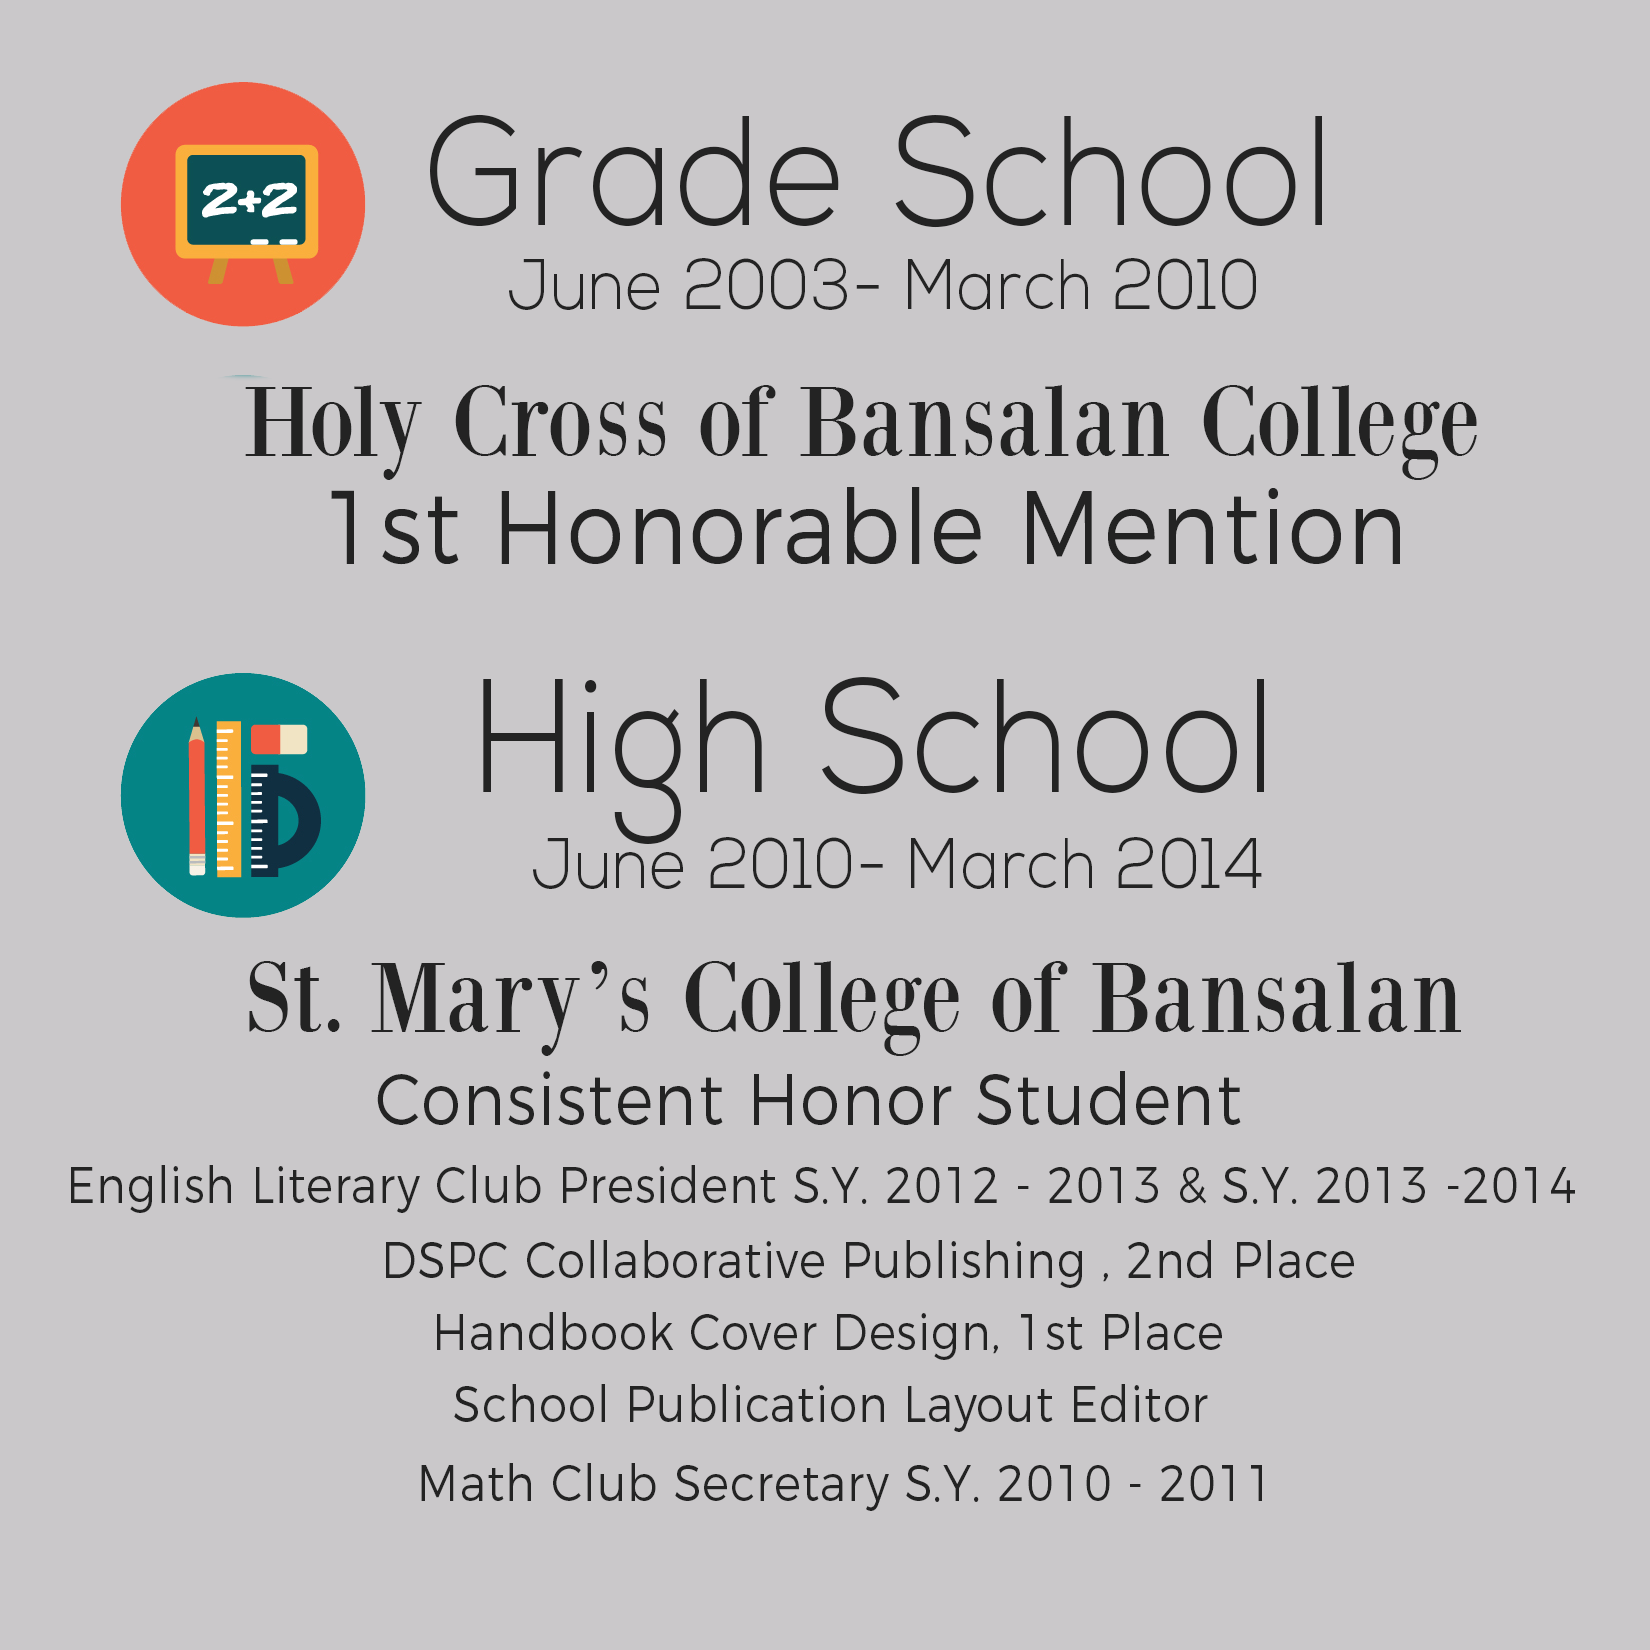 2+2
Grade School
June 2003- March 2010
Holy Cross of Bansalan College
1st Honorable Mention
High School
June 2010- March 2014
St. Mary's College of Bansalan
Consistent Honor Student
English Literary Club President S.Y. 2012 - 2013 & S.Y. 2013 -2014
DSPC Collaborative Publishing , 2nd Place
Handbook Cover Design, 1st Place
School Publication Layout Editor
Math Club Secretary S.Y. 2010 - 2011